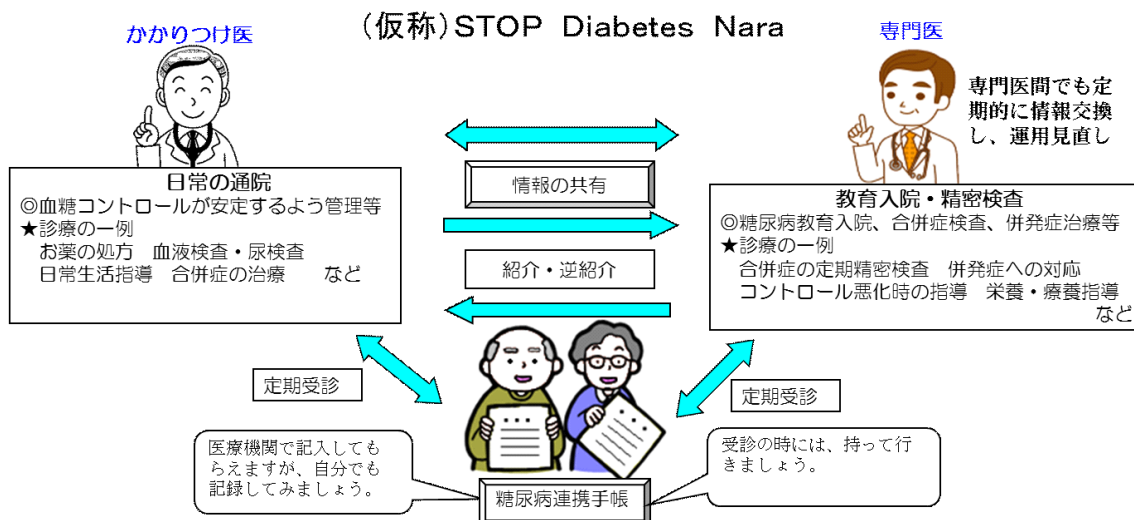 (仮称)STOP Diabetes Nara
かかりつけ医
専門医
専門医間でも定
期的に情報交換
し、運用見直し
日常の通院
◎血糖コントロールが安定するよう管理等
★診療の一例
お薬の処方 血液検査・尿検査
日常生活指導 合併症の治療 など
情報の共有
紹介・逆紹介
教育入院・精密検査
◎糖尿病教育入院、合併症検査、併発症治療等
★診療の一例
合併症の定期精密検査 併発症への対応
コントロール悪化時の指導 栄養・療養指導
など
定期受診
定期受診
医療機関で記入しても
らえますが、自分でも
記録してみましょう。
受診の時には、持って行
きましょう。
糖尿病連携手帳